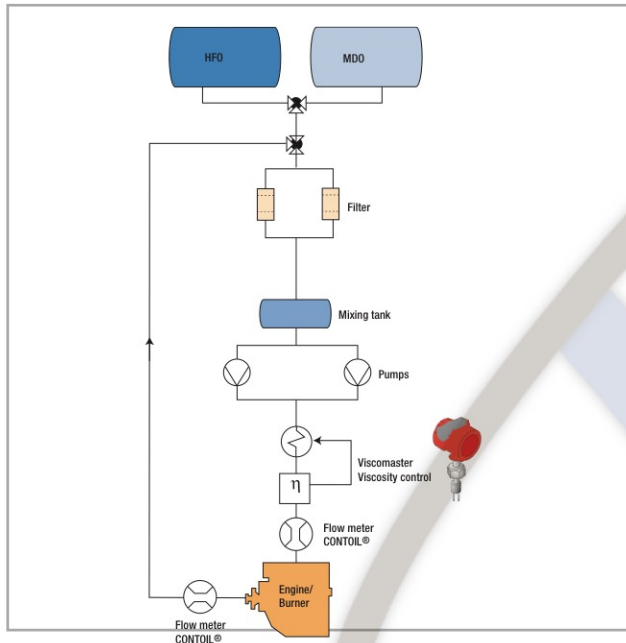 HFO
MDO
Filter
Mixing tank
Pumps
Viscomaster
Viscosity control
η
Flow meter
CONTOIL®
Engine/
Burner
Flow meter
CONTOIL®